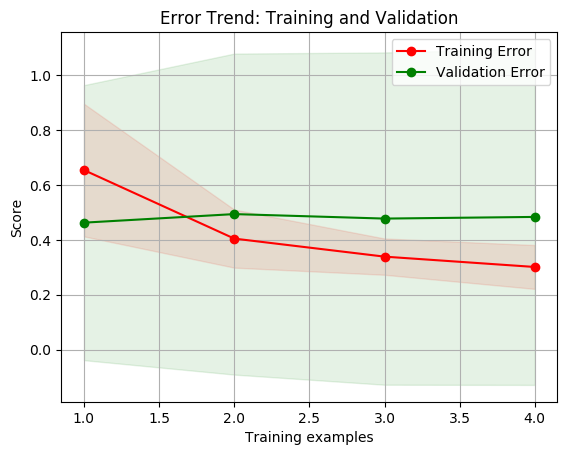 Error Trend: Training and Validation
Training Error
Validation Error
1.0
0.8
0.6
0.4
0.2
0.0
Score
1.0 1.5 2.0 2.5 3.0 3.5 4.0
Training examples